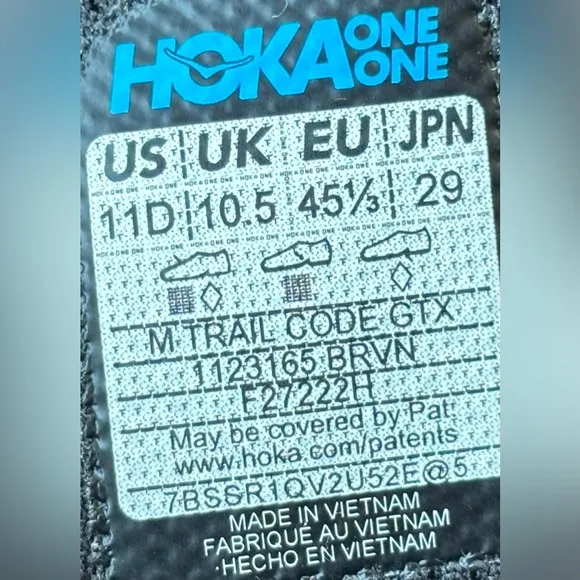 HOKA ONE ONE
US UK EU JPN
11D 10.5 45⅓ 29
M TRAIL CODE GTX
1123165 BRVN
F27222H
May be covered by Pat:
www.hoka.com/patents
7BSSR1QV2U52E@5
MADE IN VIETNAM
FABRIQUÉ AU VIETNAM
HECHO EN VIETNAM